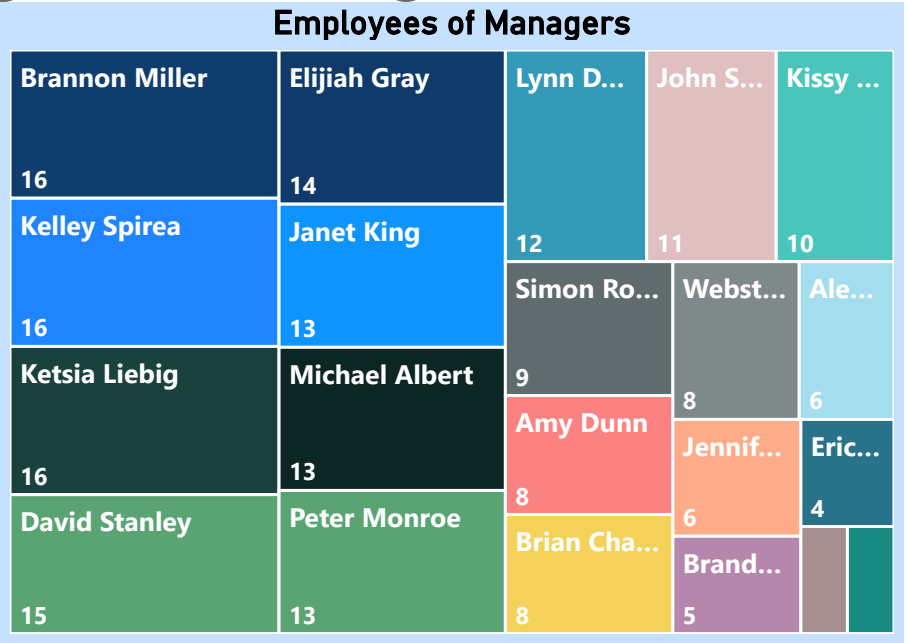 Employees of Managers
Brannon Miller
16
Kelley Spirea
16
Ketsia Liebig
16
David Stanley
15
Elijiah Gray
14
Janet King
13
Michael Albert
13
Peter Monroe
13
Lynn D...
12
John S...
11
Kissy ...
10
Simon Ro...
9
Amy Dunn
8
Brian Cha...
8
Webst...
8
Ale...
6
Jennif...
6
Brand...
5
Eric...
4